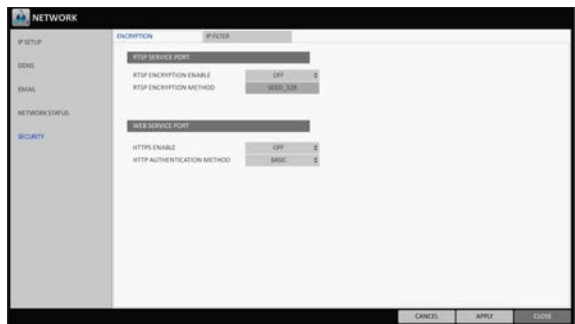 NETWORK
IP SETUP
DDNS
EMAIL
NETWORK STATUS
SECURITY
ENCRYPTION
IP FILTER
RTSP SERVICE PORT
RTSP ENCRYPTION ENABLE OFF
RTSP ENCRYPTION METHOD SEED_128
WEB SERVICE PORT
HTTPS ENABLE OFF
HTTP AUTHENTICATION METHOD BASIC
CANCEL APPLY CLOSE